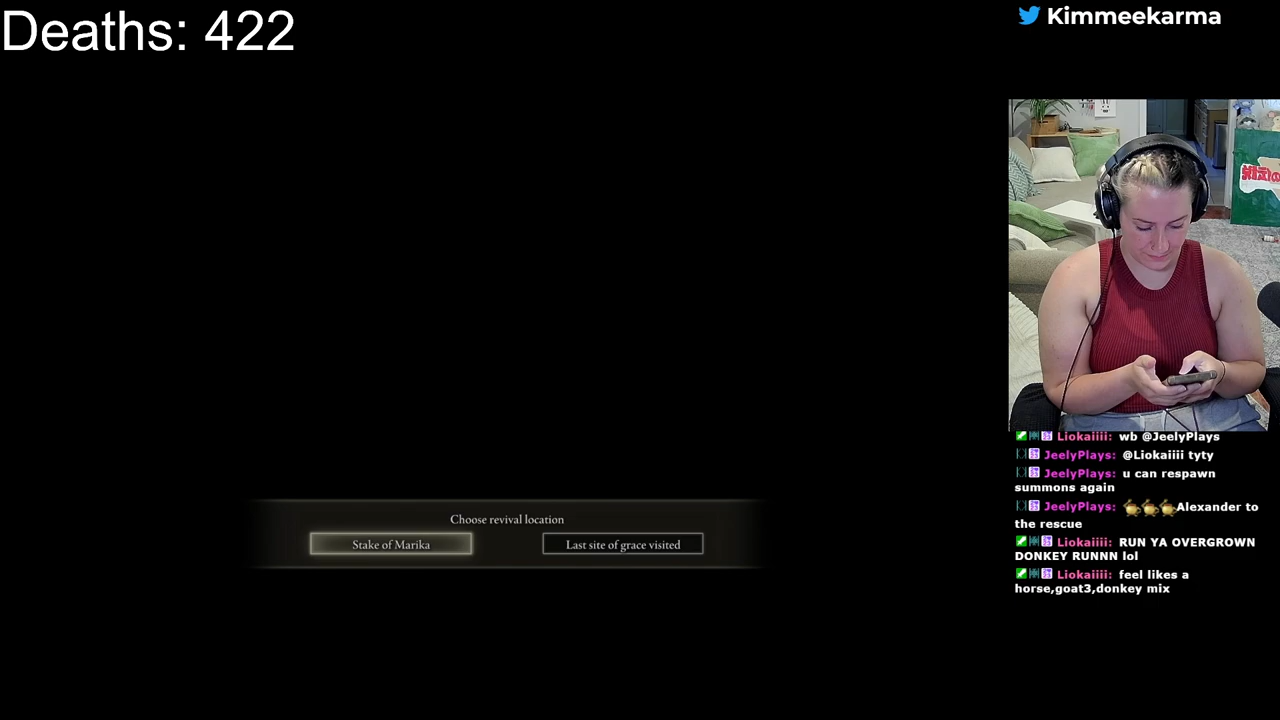 Deaths: 422
Kimmeekarma
Choose revival location
Stake of Marika
Last site of grace visited
Liokaiiii: wb @JeelyPlays
JeelyPlays: @Liokaiiii tyty
JeelyPlays: u can respawn
summons again
JeelyPlays: Alexander to
the rescue
Liokaiiii: RUN YA OVERGROWN
DONKEY RUNNN lol
Liokaiiii: feel likes a
horse,goat3,donkey mix